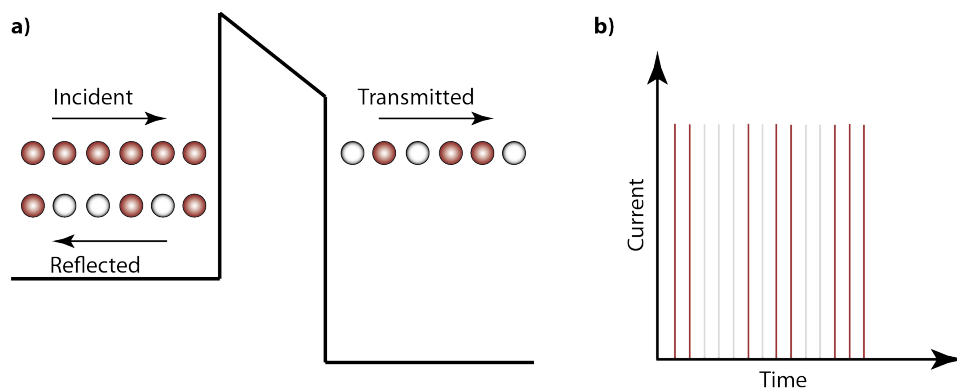 a)
Incident
Transmitted
Reflected
b)
Current
Time